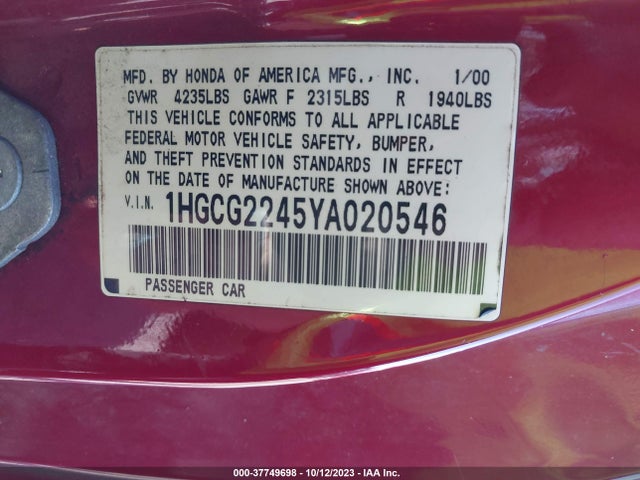 MFD. BY HONDA OF AMERICA MFG., INC. 1/00
GVWR 4235LBS GAWR F 2315LBS R 1940LBS
THIS VEHICLE CONFORMS TO ALL APPLICABLE
FEDERAL MOTOR VEHICLE SAFETY, BUMPER,
AND THEFT PREVENTION STANDARDS IN EFFECT
ON THE DATE OF MANUFACTURE SHOWN ABOVE:
V.I.N. 1HGCG2245YA020546
PASSENGER CAR
000-37749698 - 10/12/2023 - IAA Inc.